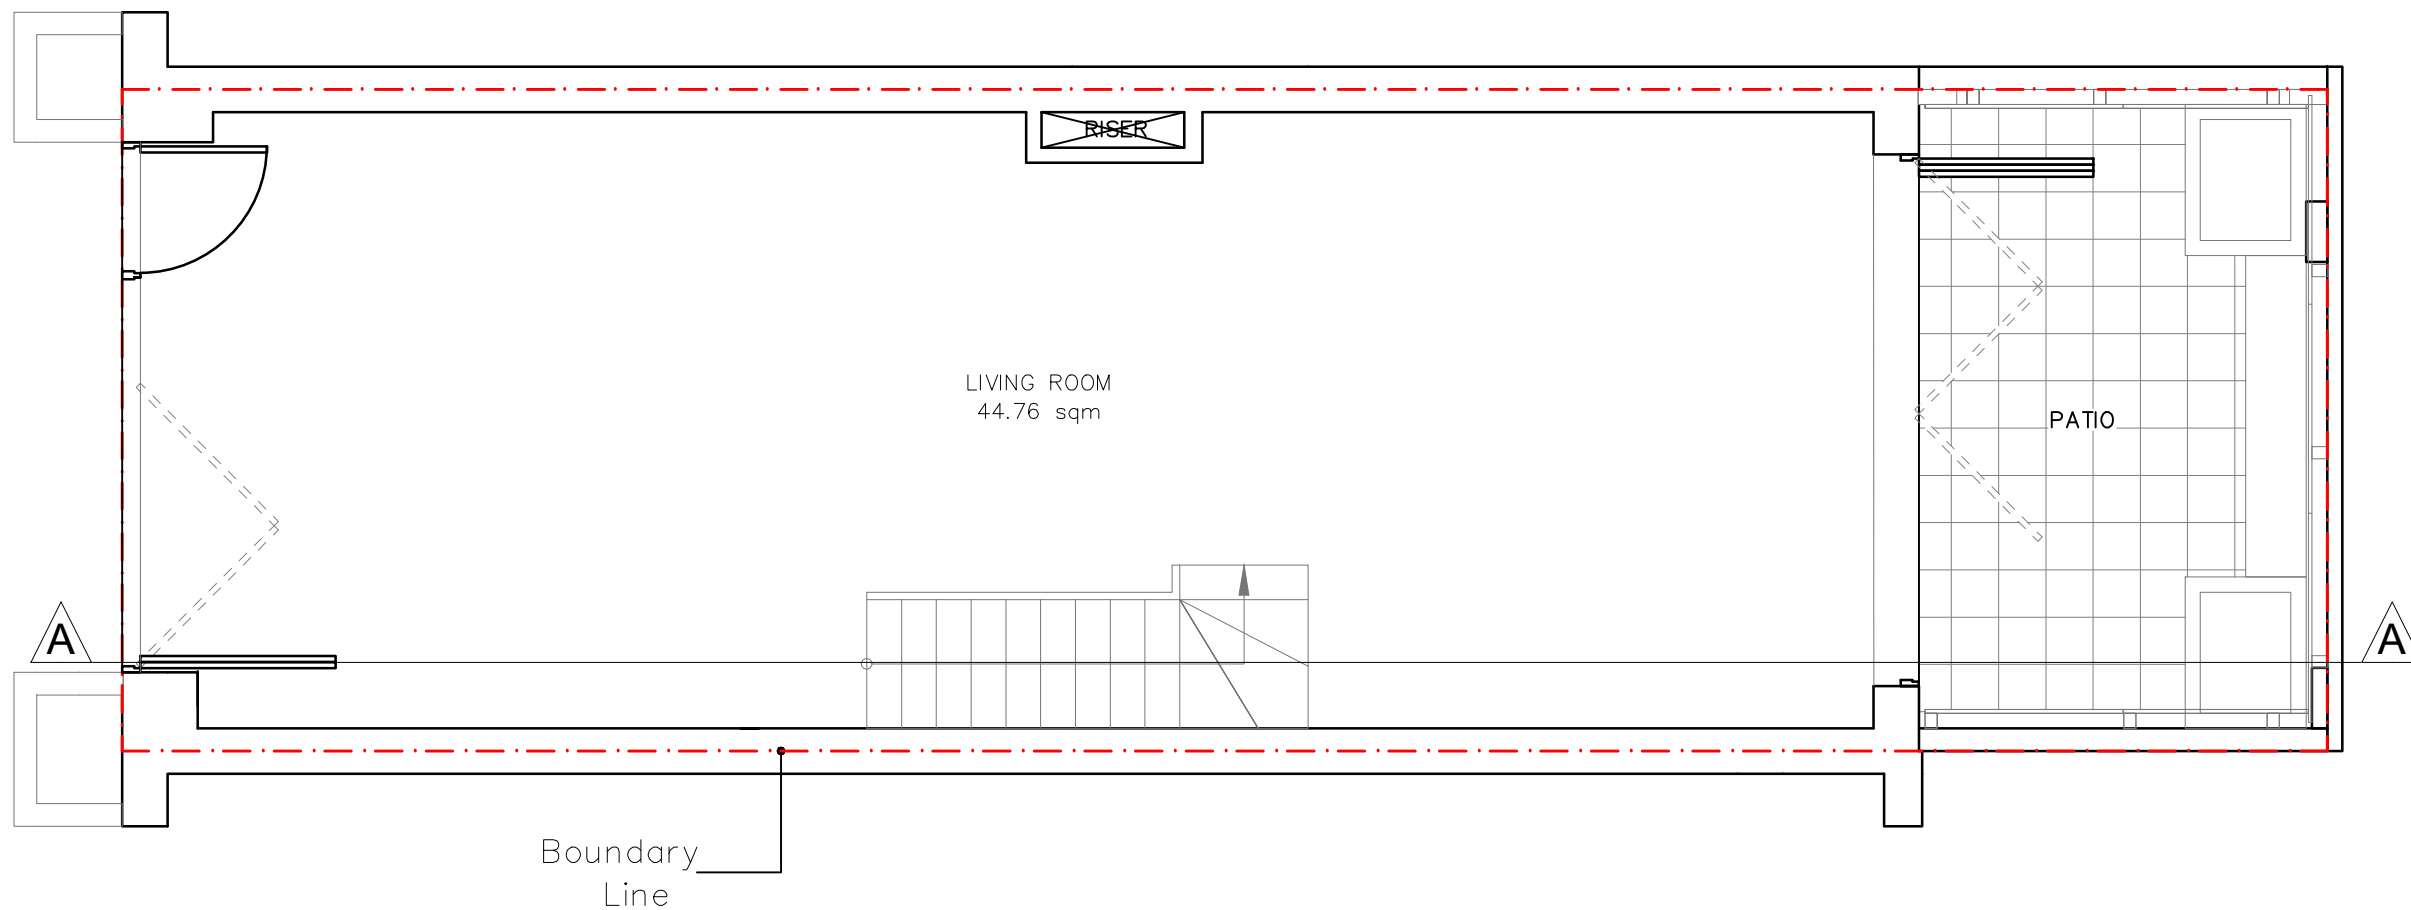 RISER
LIVING ROOM
44.76 sqm
PATIO
A
A
Boundary
Line